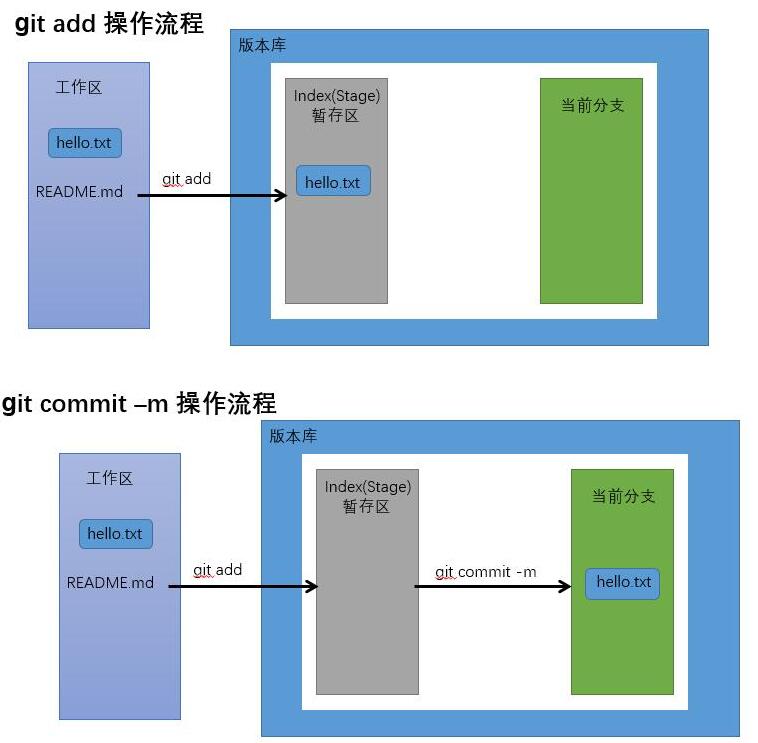 git add 操作流程
版本库
工作区
Index(Stage)
暂存区
当前分支
hello.txt
README.md
git add
hello.txt
git commit –m 操作流程
版本库
工作区
Index(Stage)
暂存区
当前分支
hello.txt
README.md
git add
git commit -m
hello.txt